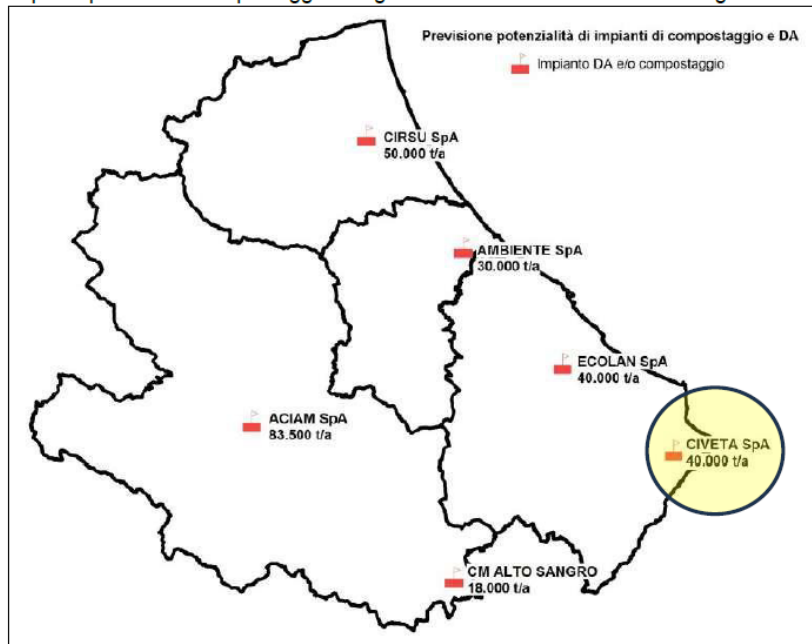 Previsione potenzialità di impianti di compostaggio e DA
Impianto DA e/o compostaggio
CIRSU SpA
50.000 t/a
AMBIENTE SpA
30.000 t/a
ECOLAN SpA
40.000 t/a
ACIAM SpA
83.500 t/a
CIVETA SpA
40.000 t/a
CM ALTO SANGRO
18.000 t/a